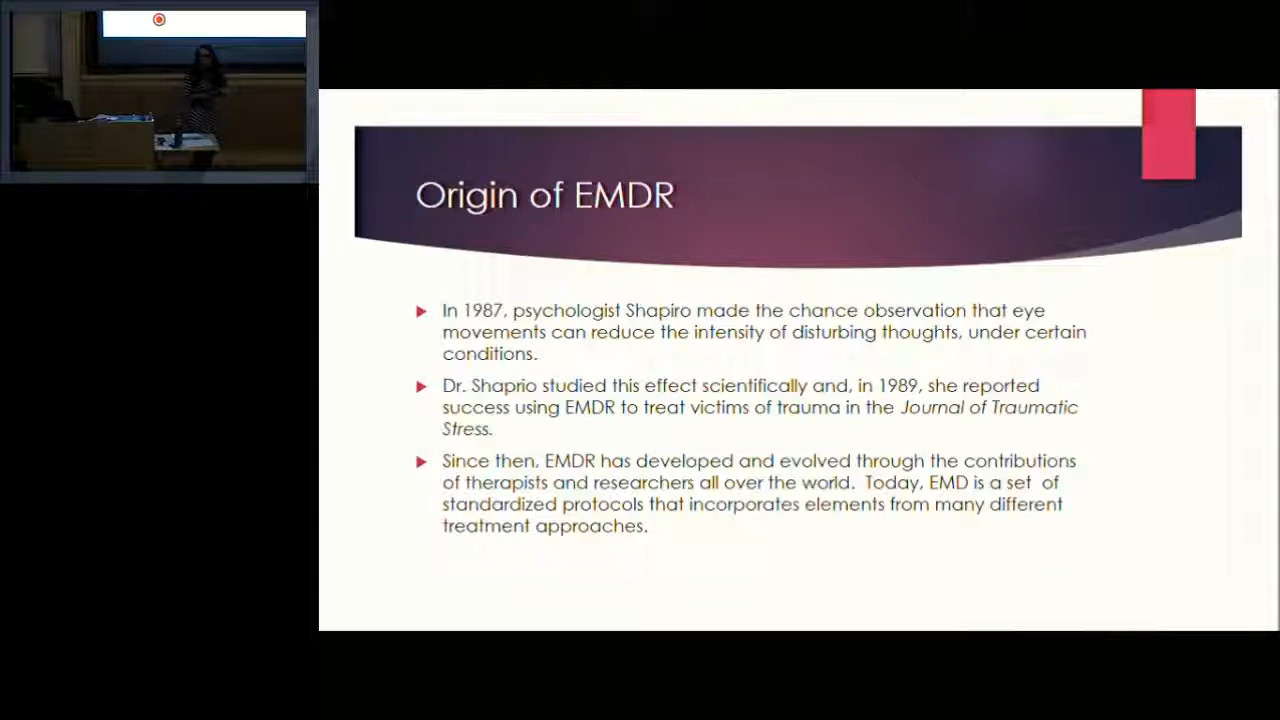 Origin of EMDR
In 1987, psychologist Shapiro made the chance observation that eye
movements can reduce the intensity of disturbing thoughts, under certain
conditions.
Dr. Shaprio studied this effect scientifically and, in 1989, she reported
success using EMDR to treat victims of trauma in the Journal of Traumatic
Stress.
Since then, EMDR has developed and evolved through the contributions
of therapists and researchers all over the world. Today, EMD is a set of
standardized protocols that incorporates elements from many different
treatment approaches.